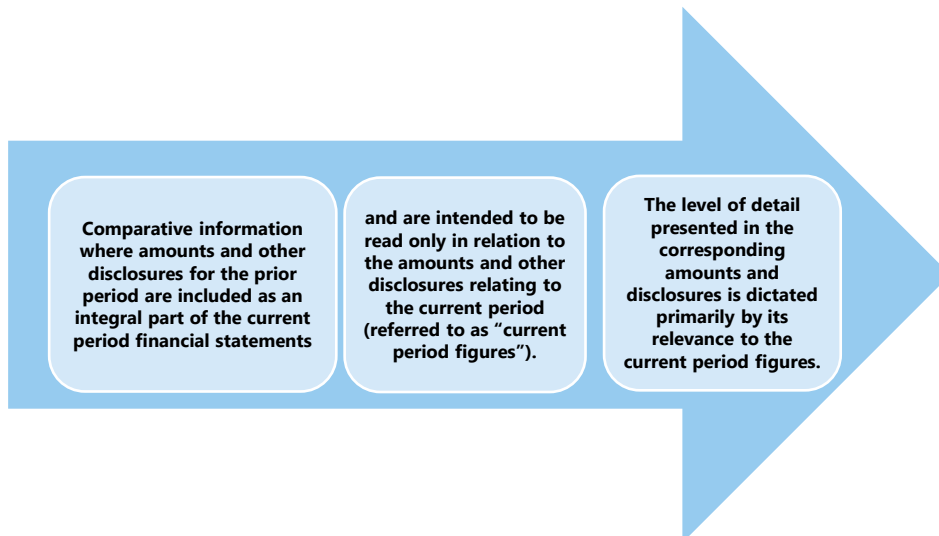 Comparative information
where amounts and other
disclosures for the prior
period are included as an
integral part of the current
period financial statements
and are intended to be
read only in relation to
the amounts and other
disclosures relating to
the current period
(referred to as “current
period figures”).
The level of detail
presented in the
corresponding
amounts and
disclosures is dictated
primarily by its
relevance to the
current period figures.